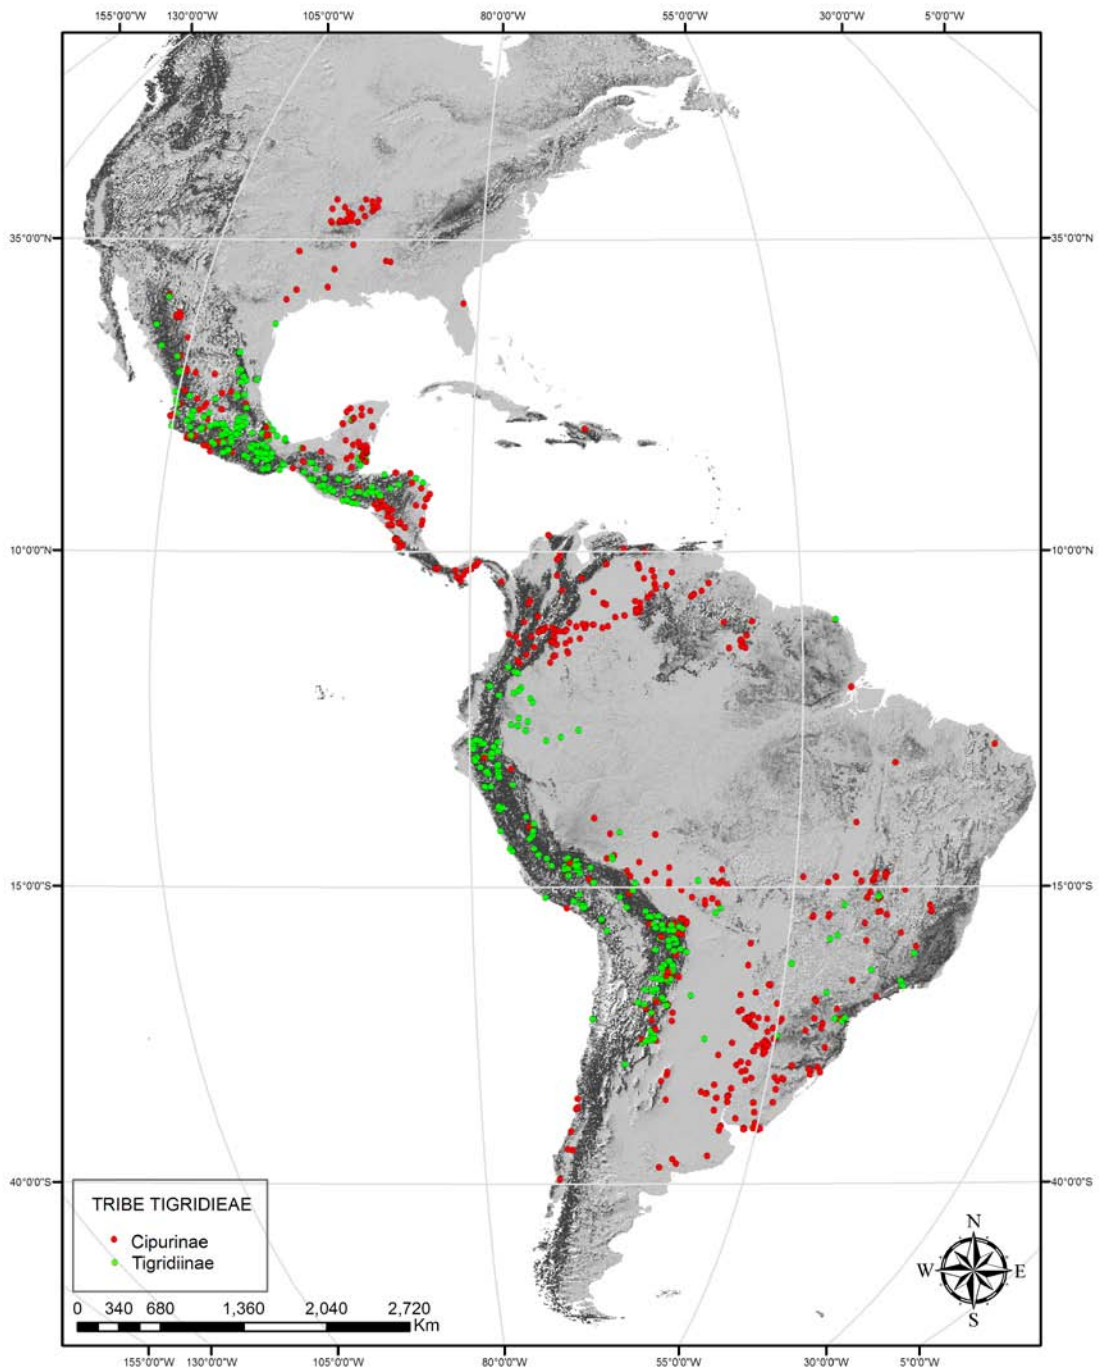 155°0'0"W 130°0'0"W 105°0'0"W 80°0'0"W 55°0'0"W 30°0'0"W 5°0'0"W
35°0'0"N 35°0'0"N
10°0'0"N 10°0'0"N
15°0'0"S 15°0'0"S
40°0'0"S 40°0'0"S
TRIBE TIGRIDIEAE
Cipurinae
Tigridiinae
N
W E
S
0 340 680 1,360 2,040 2,720
Km
155°0'0"W 130°0'0"W 105°0'0"W 80°0'0"W 55°0'0"W 30°0'0"W 5°0'0"W